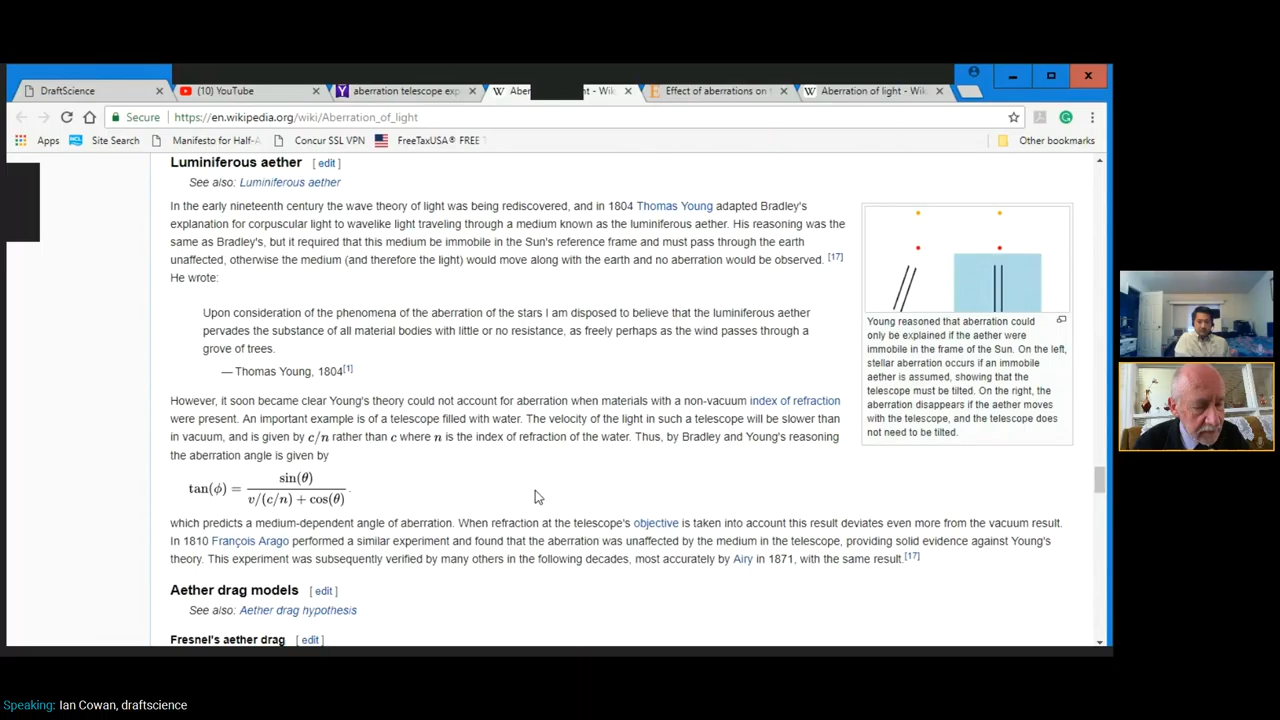 DraftScience
(10) YouTube
aberration telescope exp
Aber
t - Wik
Effect of aberrations on t
Aberration of light - Wik
Secure
https://en.wikipedia.org/wiki/Aberration_of_light
Apps
Site Search
Manifesto for Half-A
Concur SSL VPN
FreeTaxUSA® FREE T
Other bookmarks
Luminiferous aether [ edit ]
See also: Luminiferous aether
In the early nineteenth century the wave theory of light was being rediscovered, and in 1804 Thomas Young adapted Bradley's
explanation for corpuscular light to wavelike light traveling through a medium known as the luminiferous aether. His reasoning was the
same as Bradley's, but it required that this medium be immobile in the Sun's reference frame and must pass through the earth
unaffected, otherwise the medium (and therefore the light) would move along with the earth and no aberration would be observed. [17]
He wrote:
Upon consideration of the phenomena of the aberration of the stars I am disposed to believe that the luminiferous aether
pervades the substance of all material bodies with little or no resistance, as freely perhaps as the wind passes through a
grove of trees.
— Thomas Young, 1804[1]
However, it soon became clear Young's theory could not account for aberration when materials with a non-vacuum index of refraction
were present. An important example is of a telescope filled with water. The velocity of the light in such a telescope will be slower than
in vacuum, and is given by c/n rather than c where n is the index of refraction of the water. Thus, by Bradley and Young's reasoning
the aberration angle is given by
tan(ϕ) = sin(θ) / v/(c/n) + cos(θ) .
which predicts a medium-dependent angle of aberration. When refraction at the telescope's objective is taken into account this result deviates even more from the vacuum result.
In 1810 François Arago performed a similar experiment and found that the aberration was unaffected by the medium in the telescope, providing solid evidence against Young's
theory. This experiment was subsequently verified by many others in the following decades, most accurately by Airy in 1871, with the same result.[17]
Aether drag models [ edit ]
See also: Aether drag hypothesis
Fresnel's aether drag [ edit ]
Young reasoned that aberration could
only be explained if the aether were
immobile in the frame of the Sun. On the left,
stellar aberration occurs if an immobile
aether is assumed, showing that the
telescope must be tilted. On the right, the
aberration disappears if the aether moves
with the telescope, and the telescope does
not need to be tilted.
Speaking: Ian Cowan, draftscience